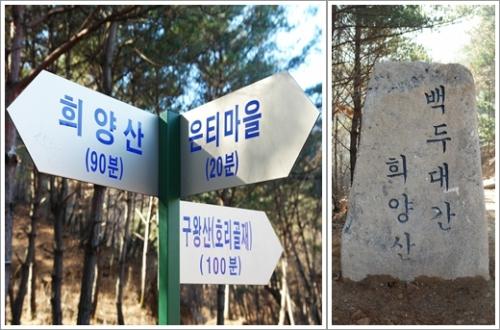 희양산
(90분)
은티마을
(20분)
구왕산(호리골재)
(100분)
백두대간
희양산